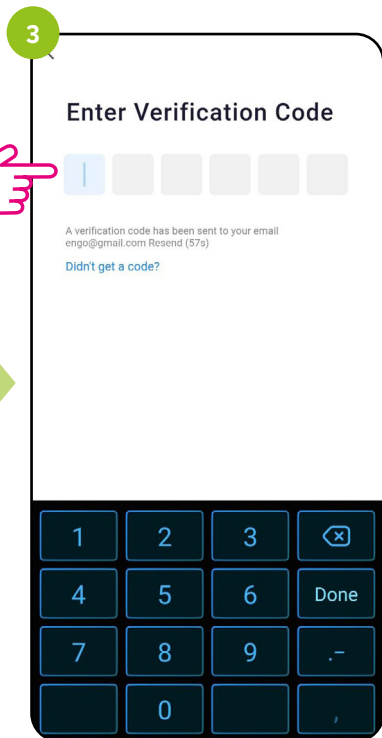 3
Enter Verification Code
A verification code has been sent to your email
engo@gmail.com Resend (57s)
Didn't get a code?
1 2 3
4 5 6 Done
7 8 9 .-
0 ,